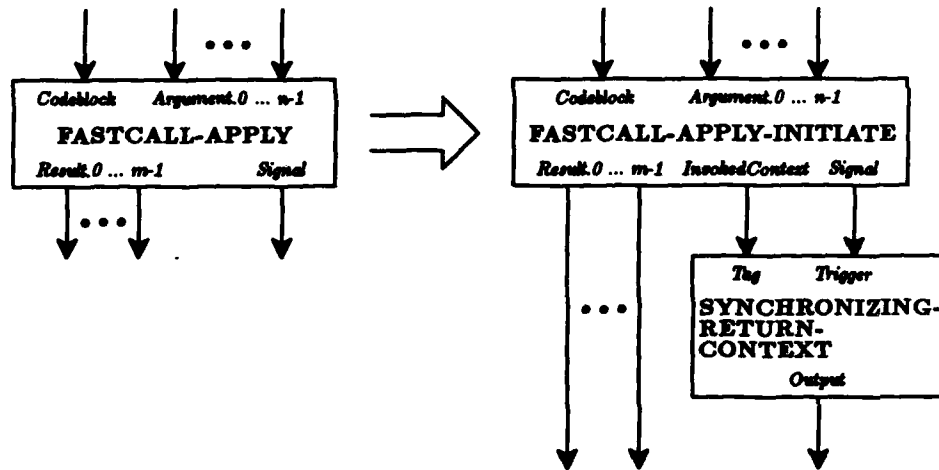 Codeblock Argument.0 ... n-1
FASTCALL-APPLY
Result.0 ... m-1 Signal
Codeblock Argument.0 ... n-1
FASTCALL-APPLY-INITIATE
Result.0 ... m-1 InvokedContext Signal
Tag Trigger
SYNCHRONIZING-
RETURN-
CONTEXT
Output